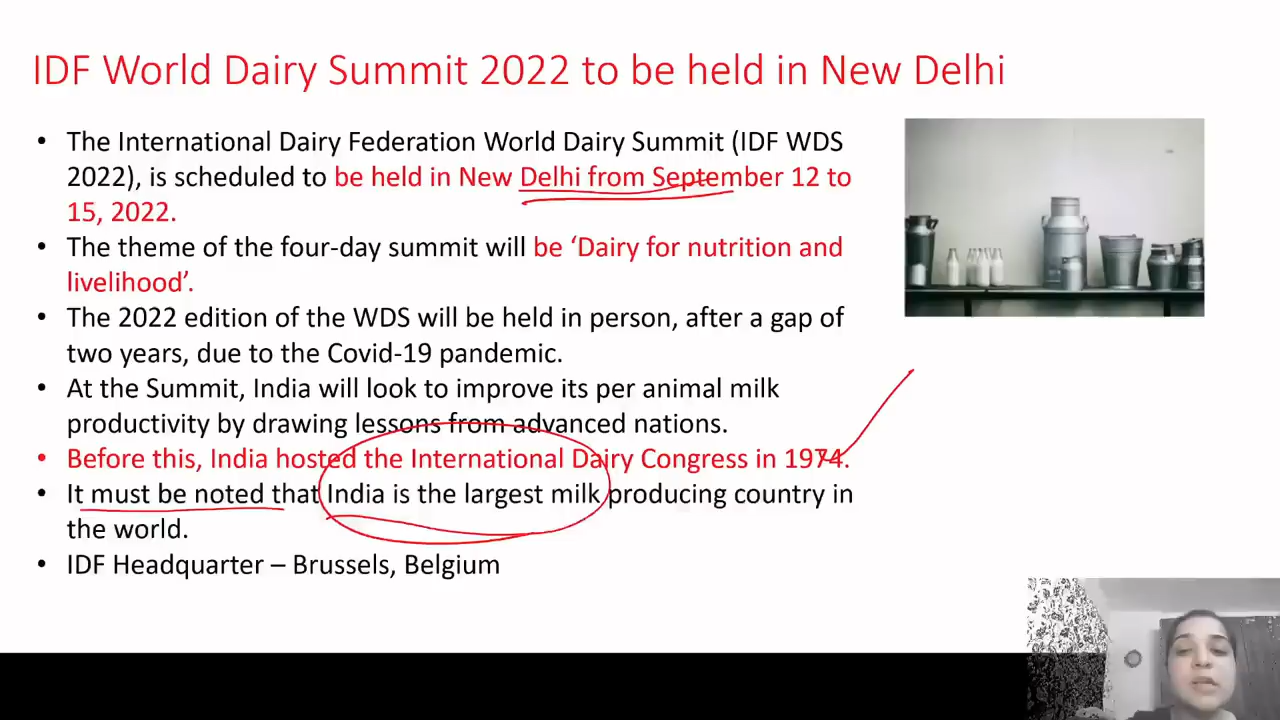 IDF World Dairy Summit 2022 to be held in New Delhi
• The International Dairy Federation World Dairy Summit (IDF WDS
2022), is scheduled to be held in New Delhi from September 12 to
15, 2022.
• The theme of the four-day summit will be ‘Dairy for nutrition and
livelihood’.
• The 2022 edition of the WDS will be held in person, after a gap of
two years, due to the Covid-19 pandemic.
• At the Summit, India will look to improve its per animal milk
productivity by drawing lessons from advanced nations.
• Before this, India hosted the International Dairy Congress in 1974.
• It must be noted that India is the largest milk producing country in
the world.
• IDF Headquarter – Brussels, Belgium